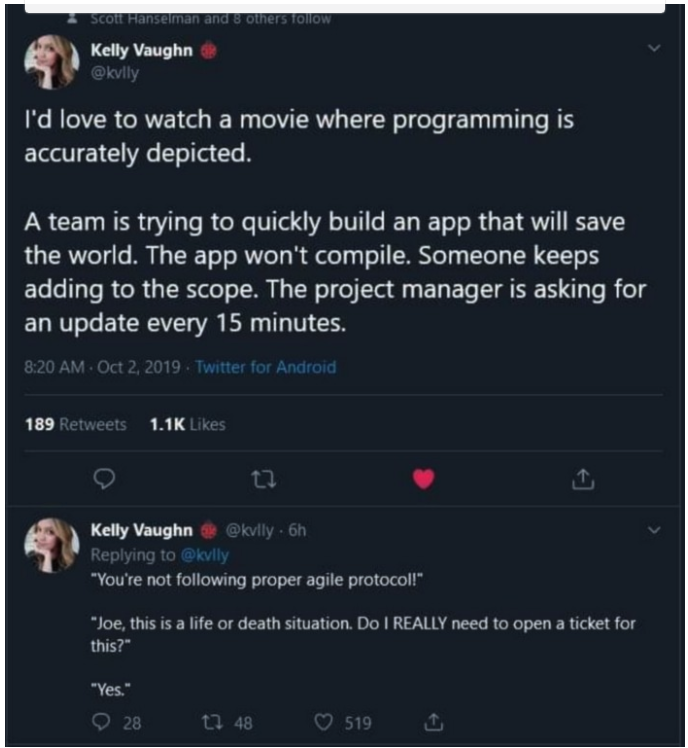 Scott Hanselman and 8 others follow
Kelly Vaughn
@kvlly
I'd love to watch a movie where programming is
accurately depicted.
A team is trying to quickly build an app that will save
the world. The app won't compile. Someone keeps
adding to the scope. The project manager is asking for
an update every 15 minutes.
8:20 AM · Oct 2, 2019 · Twitter for Android
189 Retweets 1.1K Likes
Kelly Vaughn @kvlly · 6h
Replying to @kvlly
"You're not following proper agile protocol!"
"Joe, this is a life or death situation. Do I REALLY need to open a ticket for
this?"
"Yes."
28 48 519